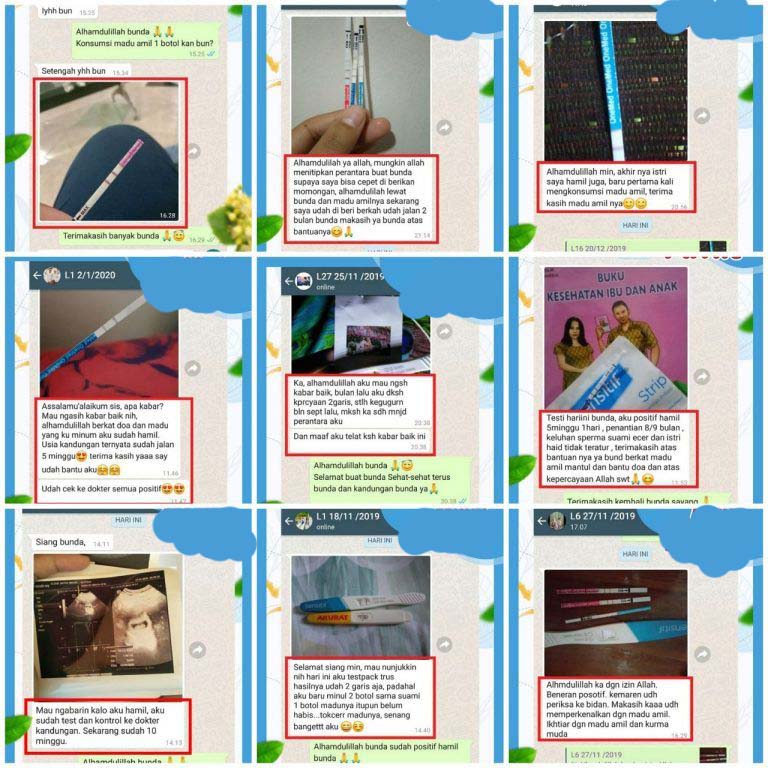 Iyhh bun 15.25
Alhamdulillah bunda 🙏🙏
Konsumsi madu amil 1 botol kan bun?
15.25
Setengah yhh bun 15.34
16.28
Terimakasih banyak bunda 🙏😇
16.29
Alhamdulilah ya allah, mungkin allah
menitipkan perantara buat bunda
supaya saya bisa cepet di berikan
momongan, alhamdulilah lewat
bunda dan madu amilnya sekarang
saya udah di beri berkah udah jalan 2
bulan bunda makasih ya bunda atas
bantuanya😊🙏
21.14
OneMed OneMed
Alhamdulillah min, akhir nya istri
saya hamil juga, baru pertama kali
mengkonsumsi madu amil, terima
kasih madu amil nya😊😊
20.16
HARI INI
L16 20/12 /2019
L1 2/1/2020
Assalamu'alaikum sis, apa kabar?
Mau ngasih kabar baik nih,
alhamdulillah berkat doa dan madu
yang ku minum aku sudah hamil.
Usia kandungan ternyata sudah jalan
5 minggu😍 terima kasih yaaa say
udah bantu aku😊😊
11.46
Udah cek ke dokter semua positif😍😍
11.47
L27 25/11 /2019
online
Ka, alhamdulillah aku mau ngsh
kabar baik, bulan lalu aku dksh
kprcyaan 2garis, stlh kegugurn
bln sept lalu, mksh ka sdh mnjd
perantara aku
20.38
Dan maaf aku telat ksh kabar baik ini
20.38
Alhamdulillah bunda 🙏😇
Selamat buat bunda Sehat-sehat terus
bunda dan kandungan bunda ya🙏
20.38
BUKU
KESEHATAN IBU DAN ANAK
Strip
Testi hariini bunda, aku positif hamil
5minggu 1hari , penantian 8/9 bulan ,
keluhan sperma suami ecer dan istri
haid tidak teratur , terimakasih atas
bantuan nya ya bund berkat madu
amil mantul dan bantu doa dan atas
kepercayaan Allah swt🙏😊
Terimakasih kembali bunda sayang 🙏
HARI INI
Siang bunda, 14.11
Mau ngabarin kalo aku hamil, aku
sudah test dan kontrol ke dokter
kandungan. Sekarang sudah 10
minggu.
14.13
Alhamdulillah bunda
L1 18/11 /2019
online
HARI INI
Sensitif
AKURAT
Selamat siang min, mau nunjukkin
nih hari ini aku testpack trus
hasilnya udah 2 garis aja, padahal
aku baru minul 2 botol sama suami
1 botol madunya itupun belum
habis...tokcerr madunya, senang
bangettt aku 😄☺
14.40
Alhamdulillah bunda sudah positif hamil
bunda 🙏🙏
L6 27/11 /2019
17.07
HARI INI
Alhmdulillah ka dgn izin Allah.
Beneran posotif. kemaren udh
periksa ke bidan. Makasih kaaa udh
memperkenalkan dgn madu amil.
Ikhtiar dgn madu amil dan kurma
muda
16.29
L6 27/11 /2019